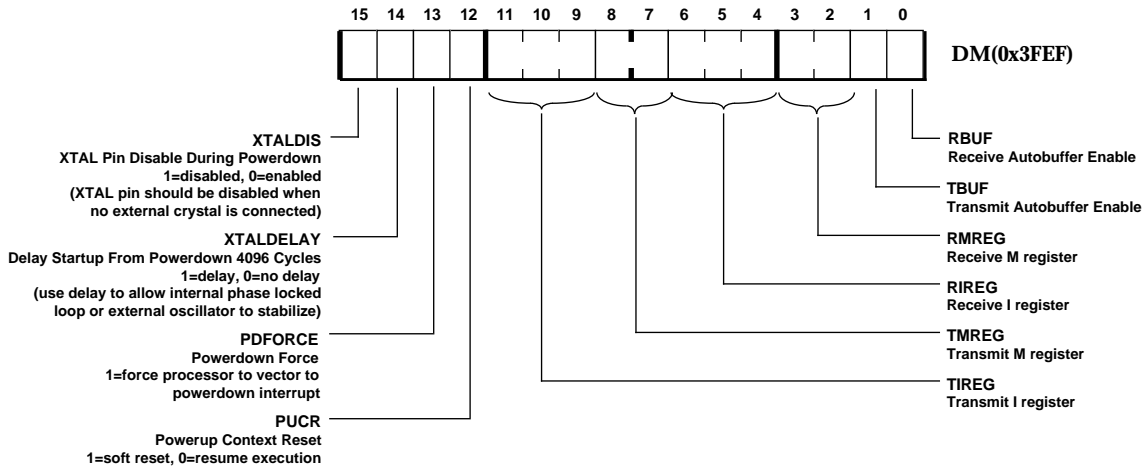 15 14 13 12 11 10 9 8 7 6 5 4 3 2 1 0
DM(0x3FEF)
XTALDIS
XTAL Pin Disable During Powerdown
1=disabled, 0=enabled
(XTAL pin should be disabled when
no external crystal is connected)
XTALDELAY
Delay Startup From Powerdown 4096 Cycles
1=delay, 0=no delay
(use delay to allow internal phase locked
loop or external oscillator to stabilize)
PDFORCE
Powerdown Force
1=force processor to vector to
powerdown interrupt
PUCR
Powerup Context Reset
1=soft reset, 0=resume execution
RBUF
Receive Autobuffer Enable
TBUF
Transmit Autobuffer Enable
RMREG
Receive M register
RIREG
Receive I register
TMREG
Transmit M register
TIREG
Transmit I register